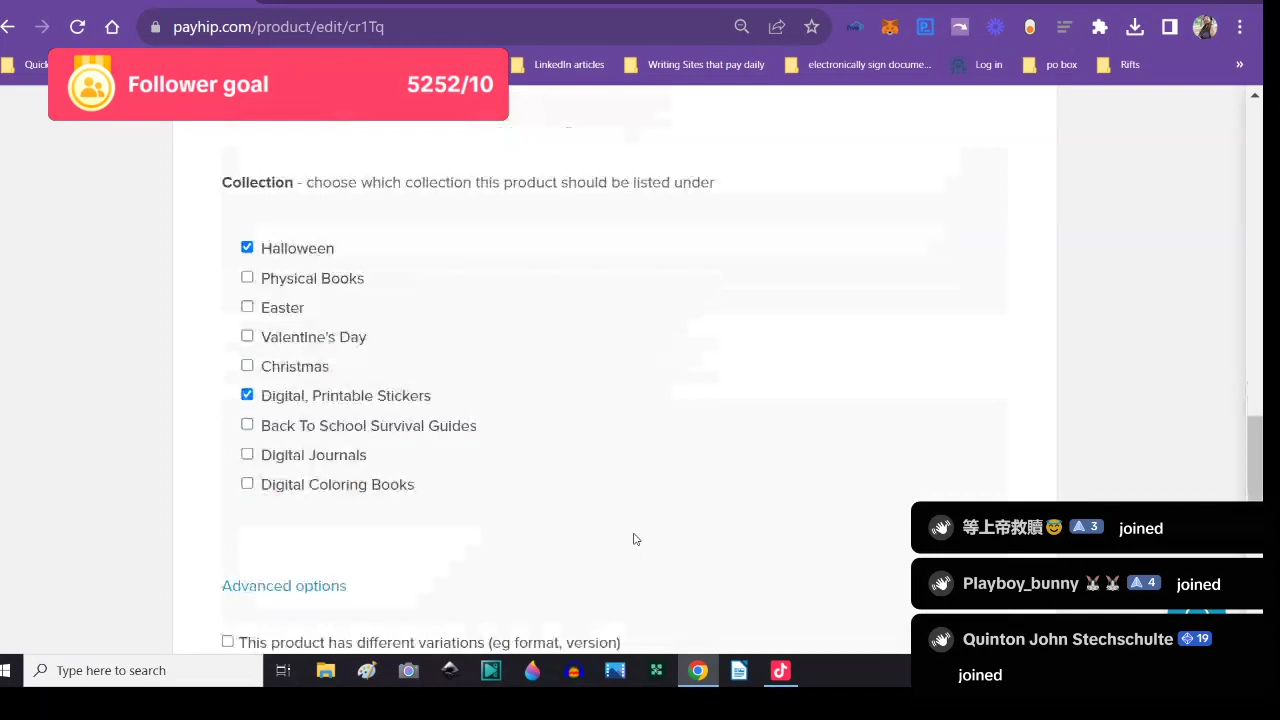 payhip.com/product/edit/cr1Tq
Quick
LinkedIn articles
Writing Sites that pay daily
electronically sign docume...
Log in
po box
Rifts
»
Follower goal
5252/10
Collection - choose which collection this product should be listed under
Halloween
Physical Books
Easter
Valentine's Day
Christmas
Digital, Printable Stickers
Back To School Survival Guides
Digital Journals
Digital Coloring Books
Advanced options
This product has different variations (eg format, version)
等上帝救贖😇 3 joined
Playboy_bunny 🐰🐰 4 joined
Quinton John Stechschulte 19
joined
Type here to search